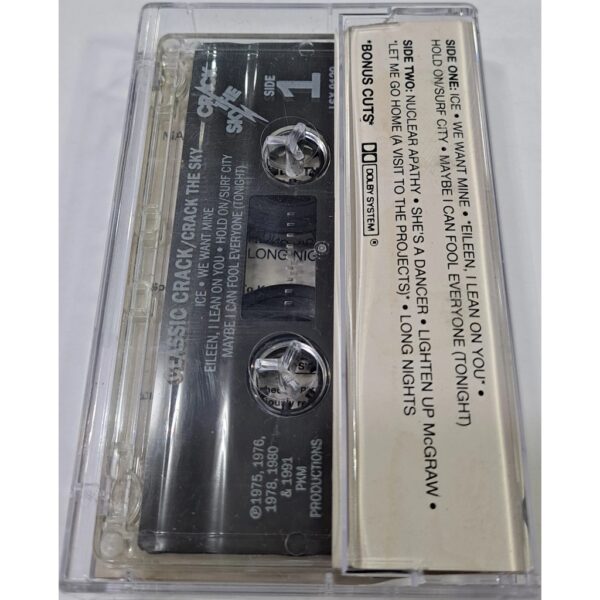 SIDE ONE: ICE • WE WANT MINE • *EILEEN, I LEAN ON YOU* •
HOLD ON/SURF CITY • MAYBE I CAN FOOL EVERYONE (TONIGHT)
SIDE TWO: NUCLEAR APATHY • SHE'S A DANCER • LIGHTEN UP McGRAW •
*LET ME GO HOME (A VISIT TO THE PROJECTS)* • LONG NIGHTS
*BONUS CUTS*
DOLBY SYSTEM®
SIDE
1
CRACK
THE
SKY
CLASSIC CRACK/CRACK THE SKY
ICE • WE WANT MINE
EILEEN, I LEAN ON YOU • HOLD ON/SURF CITY
MAYBE I CAN FOOL EVERYONE (TONIGHT)
LONG NIG
℗1975, 1976,
1978, 1980
& 1991
PKM
PRODUCTIONS